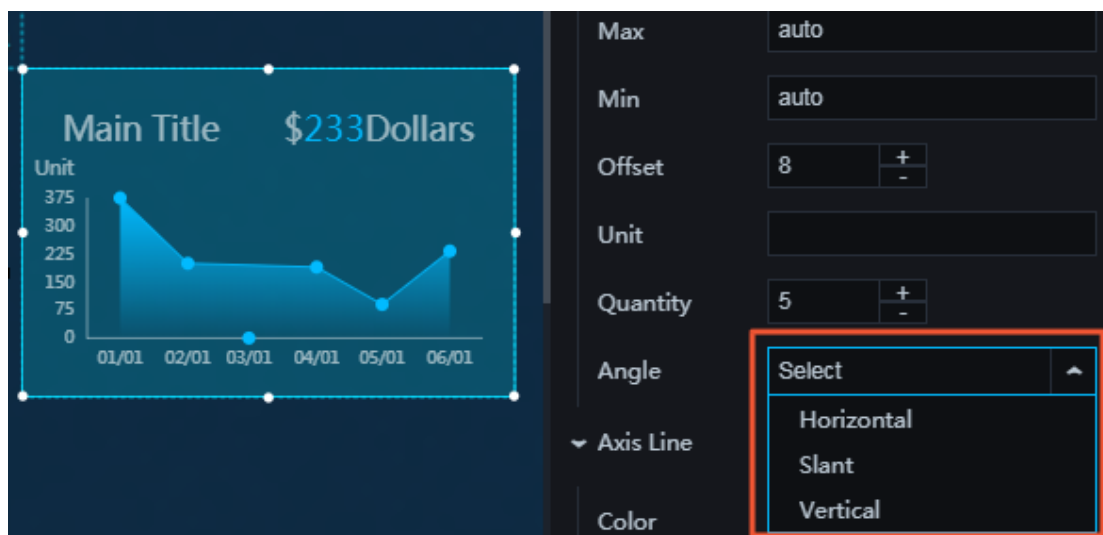 Main Title $233Dollars
Unit
375
300
225
150
75
0
01/01 02/01 03/01 04/01 05/01 06/01
Max auto
Min auto
Offset 8 + -
Unit
Quantity 5 + -
Angle Select
Horizontal
Slant
Vertical
Axis Line
Color